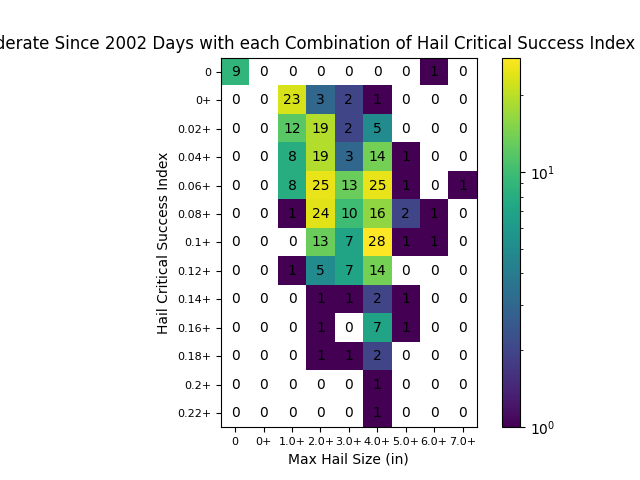 derate Since 2002 Days with each Combination of Hail Critical Success Index
0 9 0 0 0 0 0 0 1 0
0+ 0 0 23 3 2 1 0 0 0
0.02+ 0 0 12 19 2 5 0 0 0
0.04+ 0 0 8 19 3 14 1 0 0
0.06+ 0 0 8 25 13 25 1 0 1
0.08+ 0 0 1 24 10 16 2 1 0
0.1+ 0 0 0 13 7 28 1 1 0
0.12+ 0 0 1 5 7 14 0 0 0
0.14+ 0 0 0 1 1 2 1 0 0
0.16+ 0 0 0 1 0 7 1 0 0
0.18+ 0 0 0 1 1 2 0 0 0
0.2+ 0 0 0 0 0 1 0 0 0
0.22+ 0 0 0 0 0 1 0 0 0
0 0+ 1.0+ 2.0+ 3.0+ 4.0+ 5.0+ 6.0+ 7.0+
Max Hail Size (in)
Hail Critical Success Index
10¹
10⁰